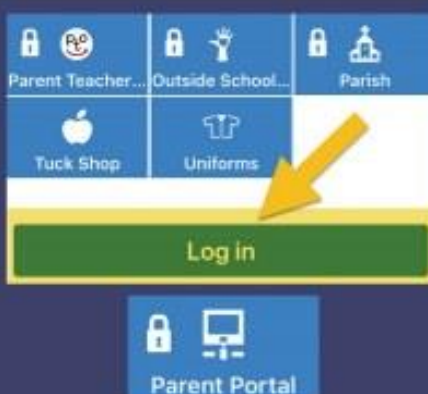 Parent Teacher... Outside School... Parish
Tuck Shop Uniforms
Log in
Parent Portal